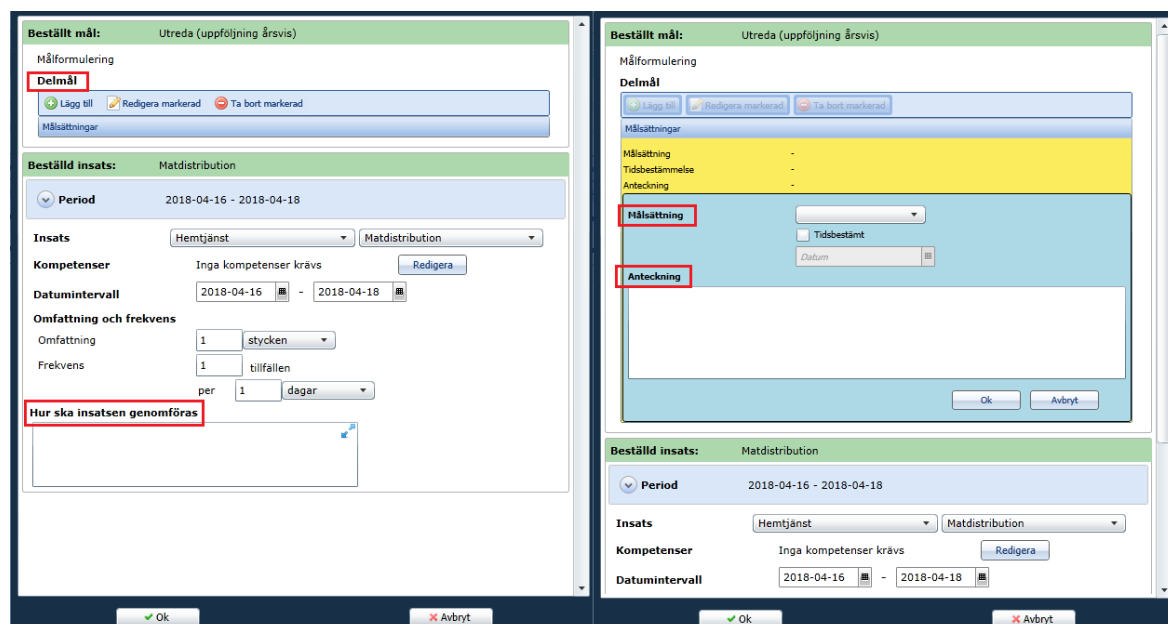 Beställt mål: Utreda (uppföljning årsvis)
Målformulering
Delmål
Lägg till Redigera markerad Ta bort markerad
Målsättningar
Beställd insats: Matdistribution
Period 2018-04-16 - 2018-04-18
Insats Hemtjänst Matdistribution
Kompetenser Inga kompetenser krävs Redigera
Datumintervall 2018-04-16 - 2018-04-18
Omfattning och frekvens
Omfattning 1 stycken
Frekvens 1 tillfällen
per 1 dagar
Hur ska insatsen genomföras
Ok Avbryt
Beställt mål: Utreda (uppföljning årsvis)
Målformulering
Delmål
Lägg till Redigera markerad Ta bort markerad
Målsättningar
Målsättning -
Tidsbestämmelse -
Anteckning -
Målsättning
Tidsbestämt
Datum
Anteckning
Ok Avbryt
Beställd insats: Matdistribution
Period 2018-04-16 - 2018-04-18
Insats Hemtjänst Matdistribution
Kompetenser Inga kompetenser krävs Redigera
Datumintervall 2018-04-16 - 2018-04-18
Ok Avbryt